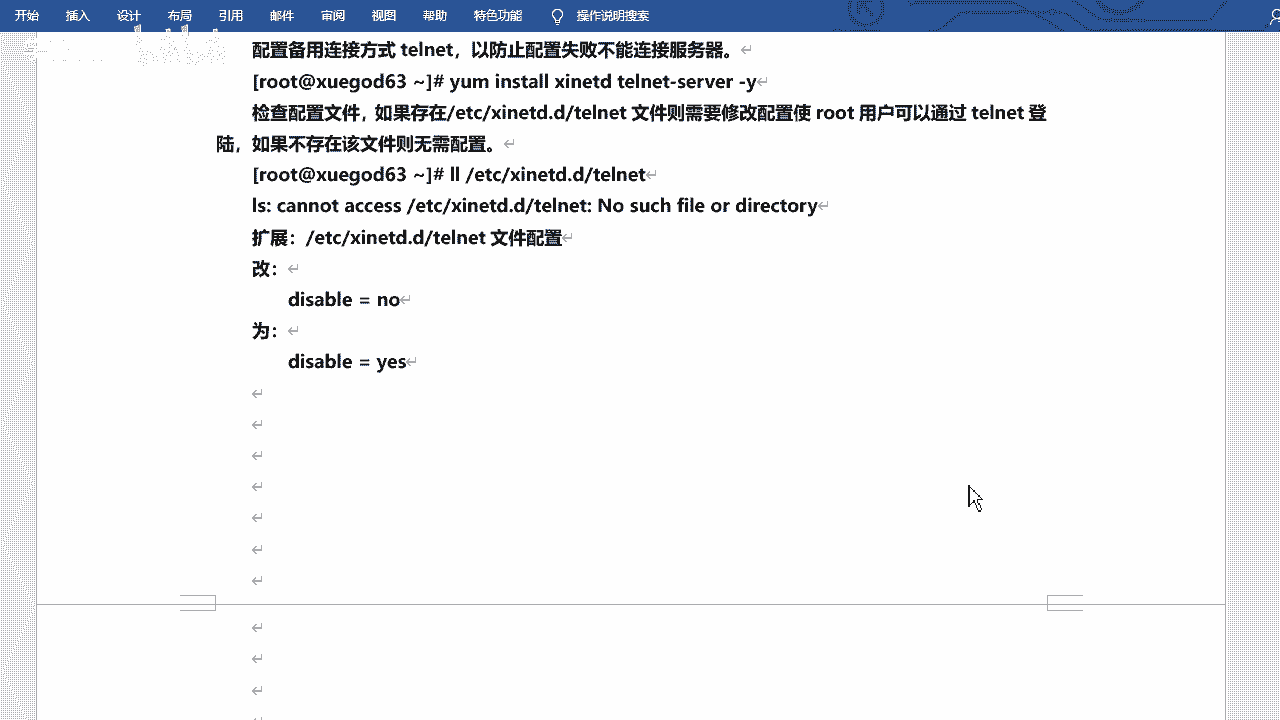 开始 插入 设计 布局 引用 邮件 审阅 视图 帮助 特色功能 操作说明搜索
配置备用连接方式 telnet，以防止配置失败不能连接服务器。
[root@xuegod63 ~]# yum install xinetd telnet-server -y
检查配置文件，如果存在/etc/xinetd.d/telnet 文件则需要修改配置使 root 用户可以通过 telnet 登
陆，如果不存在该文件则无需配置。
[root@xuegod63 ~]# ll /etc/xinetd.d/telnet
ls: cannot access /etc/xinetd.d/telnet: No such file or directory
扩展：/etc/xinetd.d/telnet 文件配置
改：
disable = no
为：
disable = yes